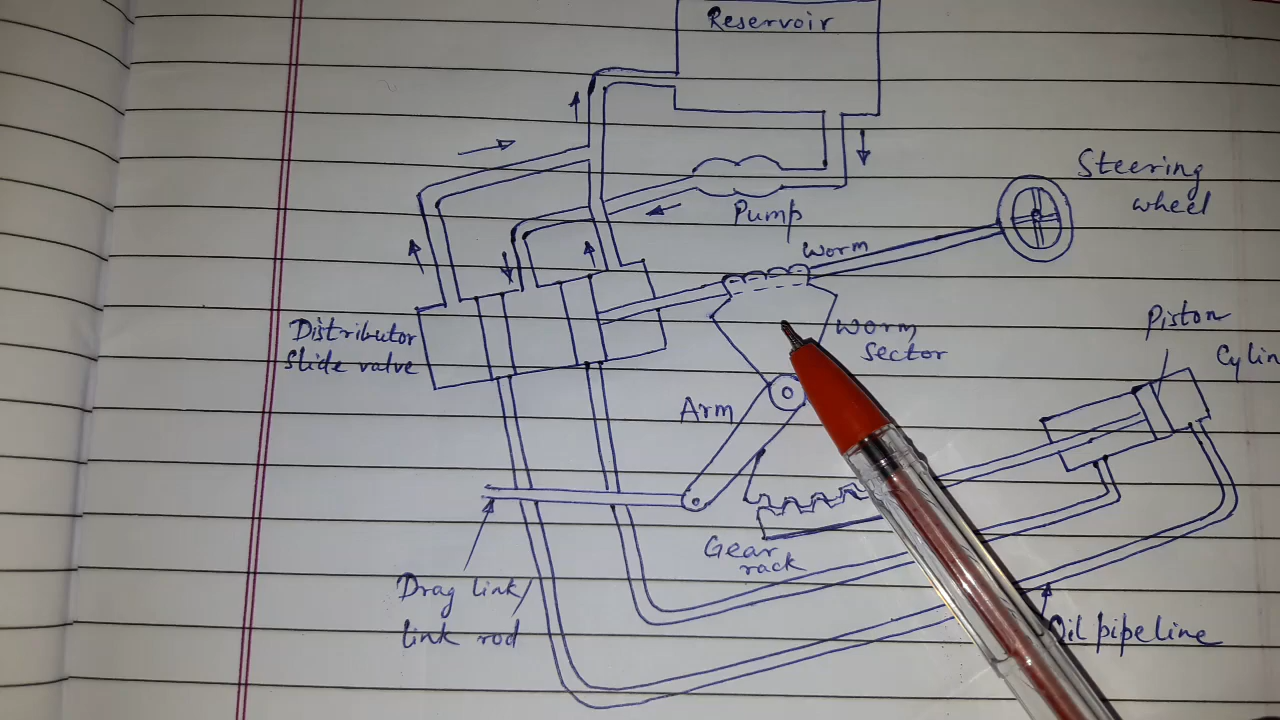 Reservoir
Steering
wheel
Pump
Worm
Distributor
slide valve
Worm
sector
Piston
Cylin
Arm
Gear
rack
Drag link/
link rod
Oil pipeline